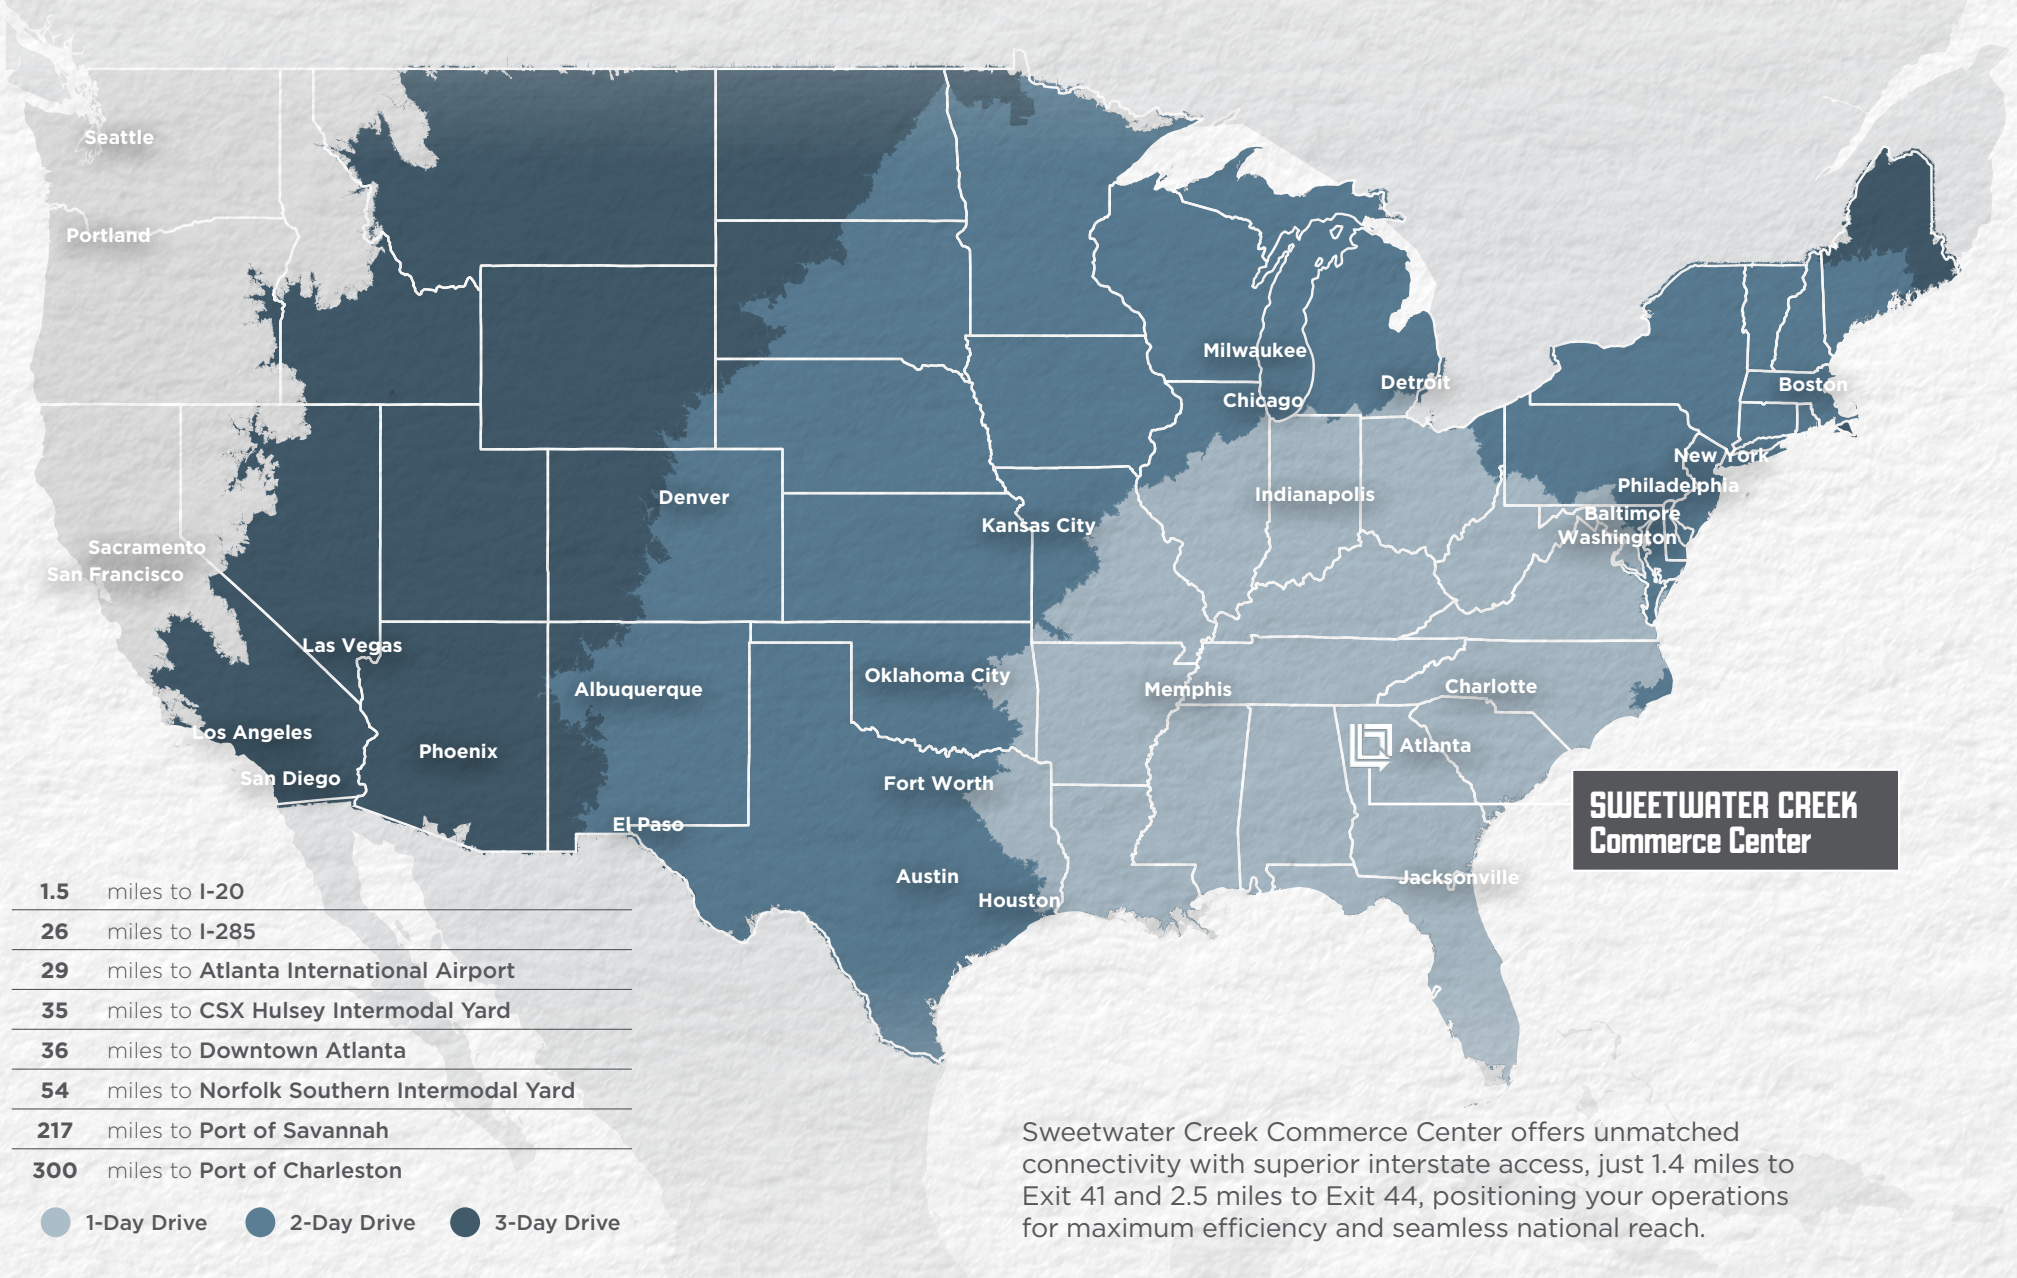 Seattle
Portland
Sacramento
San Francisco
Las Vegas
Los Angeles
San Diego
Phoenix
Denver
Albuquerque
El Paso
Kansas City
Oklahoma City
Fort Worth
Austin
Houston
Milwaukee
Chicago
Detroit
Indianapolis
Memphis
Charlotte
Atlanta
Jacksonville
Boston
New York
Philadelphia
Baltimore
Washington
SWEETWATER CREEK
Commerce Center
1.5 miles to I-20
26 miles to I-285
29 miles to Atlanta International Airport
35 miles to CSX Hulsey Intermodal Yard
36 miles to Downtown Atlanta
54 miles to Norfolk Southern Intermodal Yard
217 miles to Port of Savannah
300 miles to Port of Charleston
1-Day Drive 2-Day Drive 3-Day Drive
Sweetwater Creek Commerce Center offers unmatched
connectivity with superior interstate access, just 1.4 miles to
Exit 41 and 2.5 miles to Exit 44, positioning your operations
for maximum efficiency and seamless national reach.